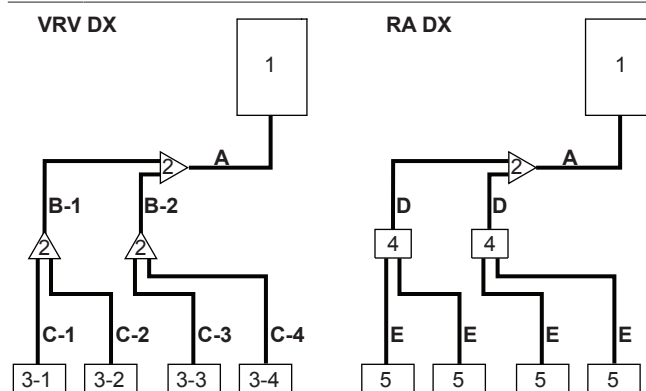 VRV DX RA DX
1 1
2 A 2 A
B-1 B-2 D D
2 2 4 4
C-1 C-2 C-3 C-4 E E E E
3-1 3-2 3-3 3-4 5 5 5 5